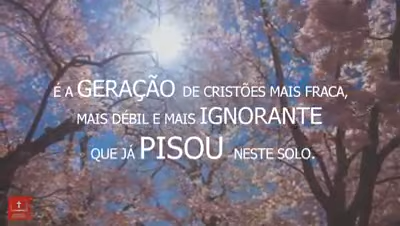 É A GERAÇÃO DE CRISTÕES MAIS FRACA,
MAIS DÉBIL E MAIS IGNORANTE
QUE JÁ PISOU NESTE SOLO.